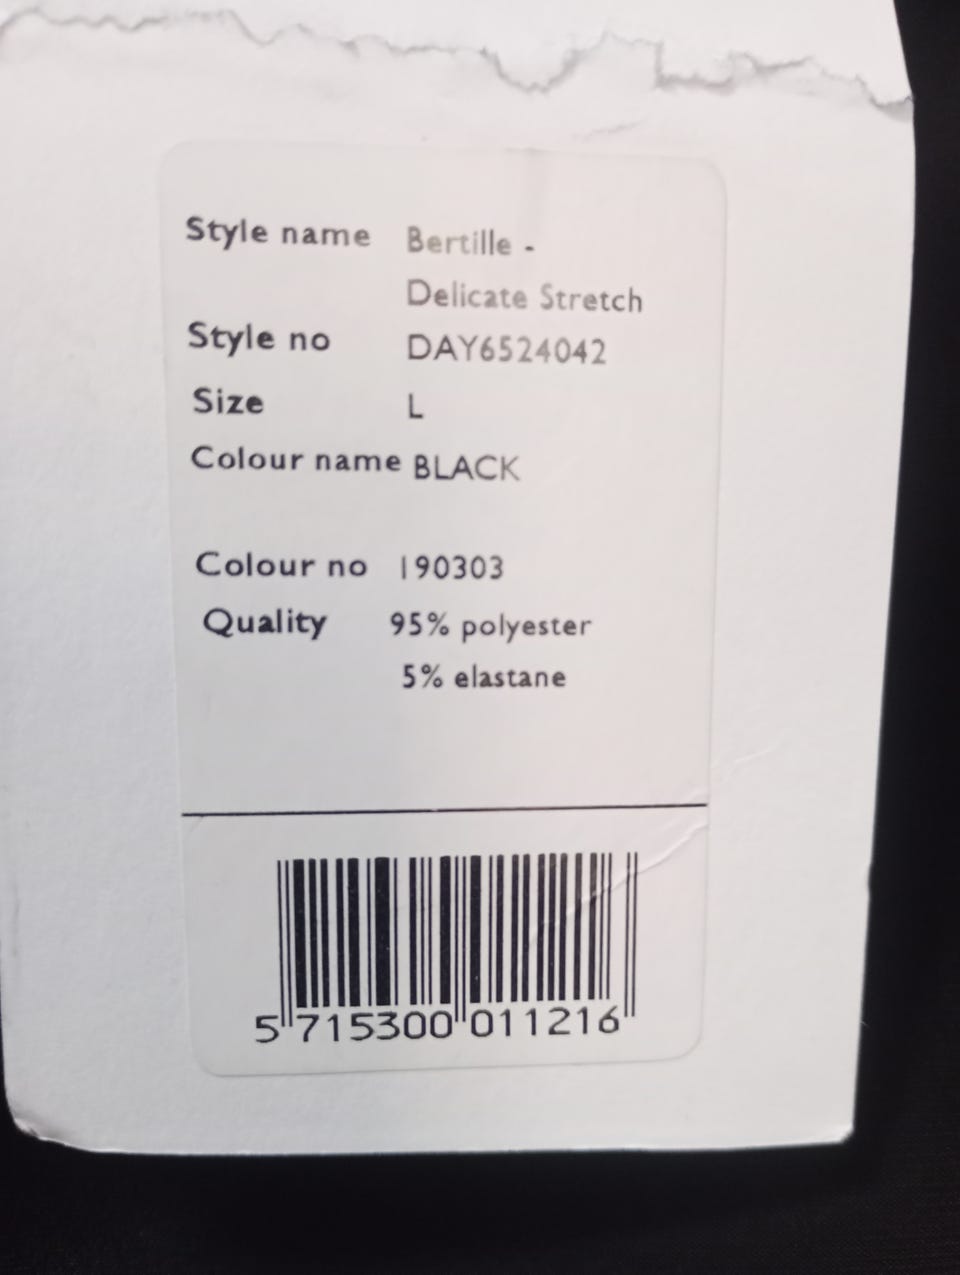 Style name Bertille -
Delicate Stretch
Style no DAY6524042
Size L
Colour name BLACK
Colour no 190303
Quality 95% polyester
5% elastane
5 715300 011216